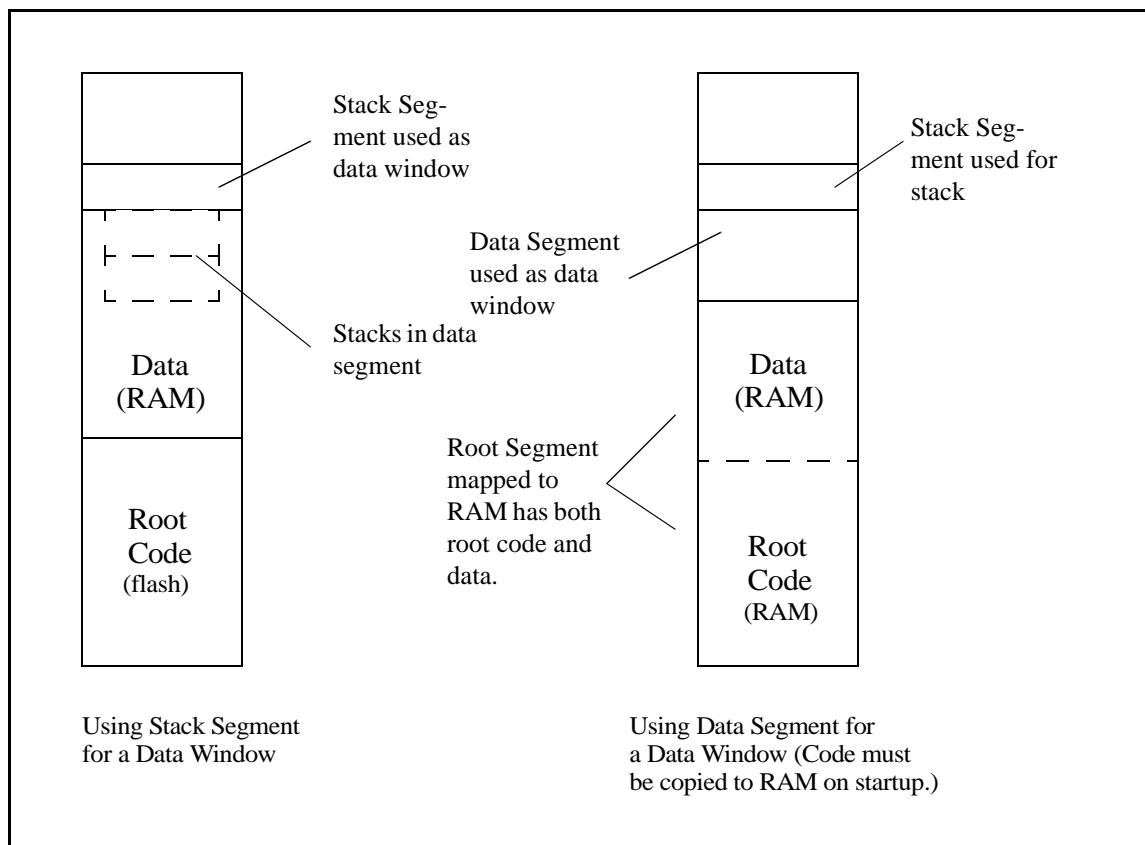 Stack Seg-
ment used as
data window
Stacks in data
segment
Data
(RAM)
Root
Code
(flash)
Using Stack Segment
for a Data Window
Stack Seg-
ment used for
stack
Data Segment
used as data
window
Data
(RAM)
Root Segment
mapped to
RAM has both
root code and
data.
Root
Code
(RAM)
Using Data Segment for
a Data Window (Code must
be copied to RAM on startup.)